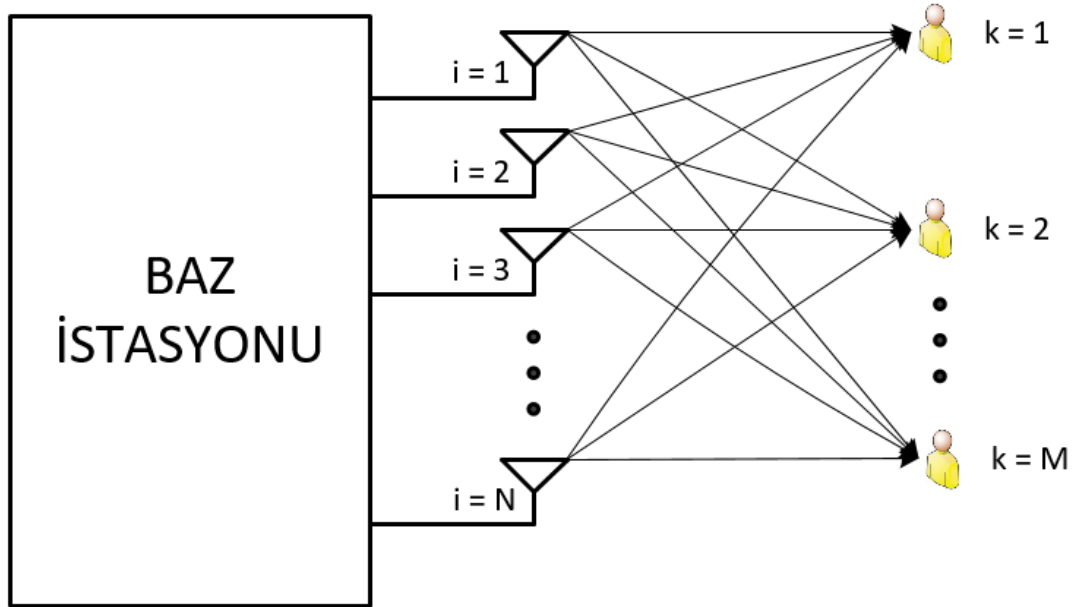 BAZ
İSTASYONU
i = 1
i = 2
i = 3
i = N
k = 1
k = 2
k = M